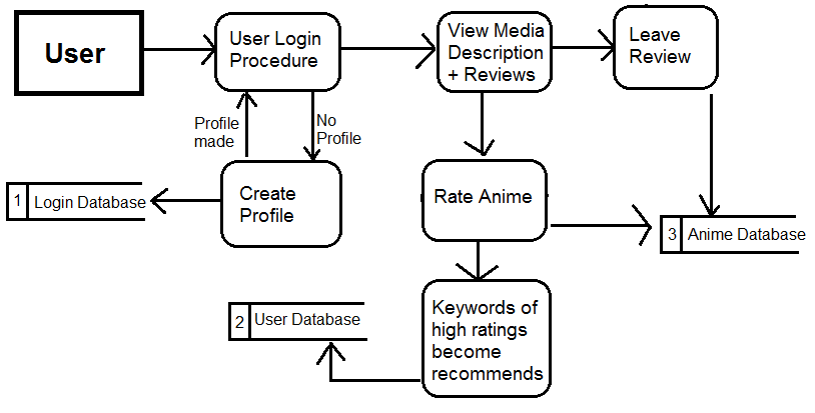 User
User Login
Procedure
View Media
Description
+ Reviews
Leave
Review
Profile
made
No
Profile
Create
Profile
1 Login Database
Rate Anime
3 Anime Database
2 User Database
Keywords of
high ratings
become
recommends